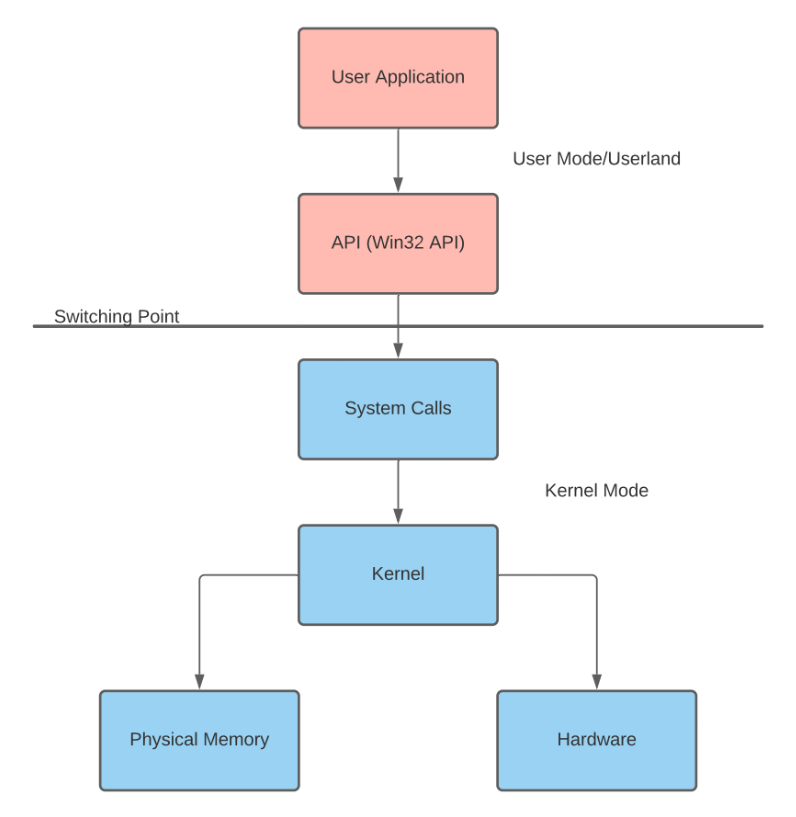 User Application
User Mode/Userland
API (Win32 API)
Switching Point
System Calls
Kernel Mode
Kernel
Physical Memory
Hardware